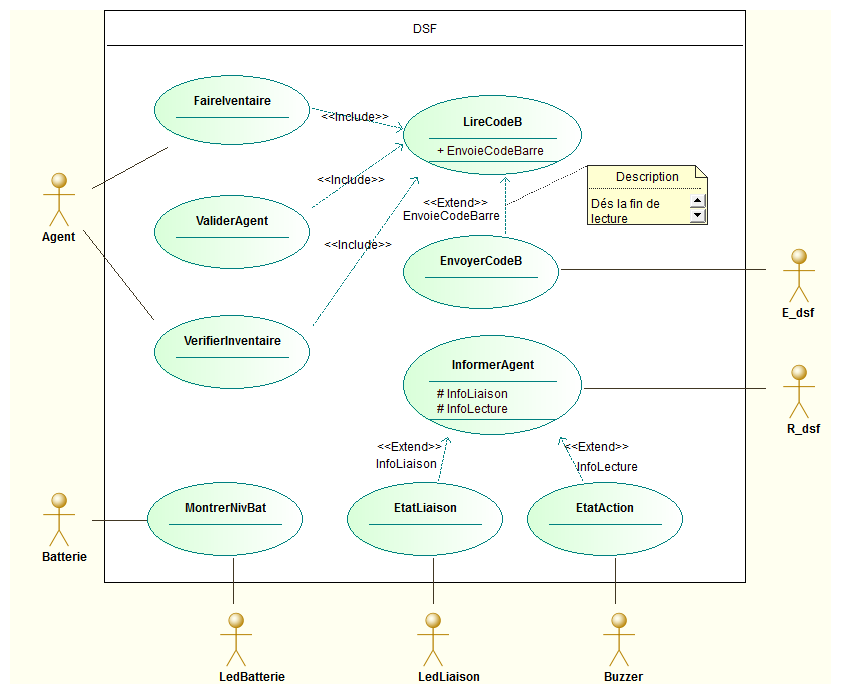 DSF
FaireIventaire
<<Include>>
LireCodeB
+ EnvoieCodeBarre
<<Include>>
Description
Dés la fin de
lecture
<<Extend>>
EnvoieCodeBarre
Agent
ValiderAgent
<<Include>>
EnvoyerCodeB
E_dsf
VerifierInventaire
InformerAgent
# InfoLiaison
# InfoLecture
R_dsf
<<Extend>>
InfoLiaison
<<Extend>>
InfoLecture
MontrerNivBat
EtatLiaison
EtatAction
Batterie
LedBatterie
LedLiaison
Buzzer